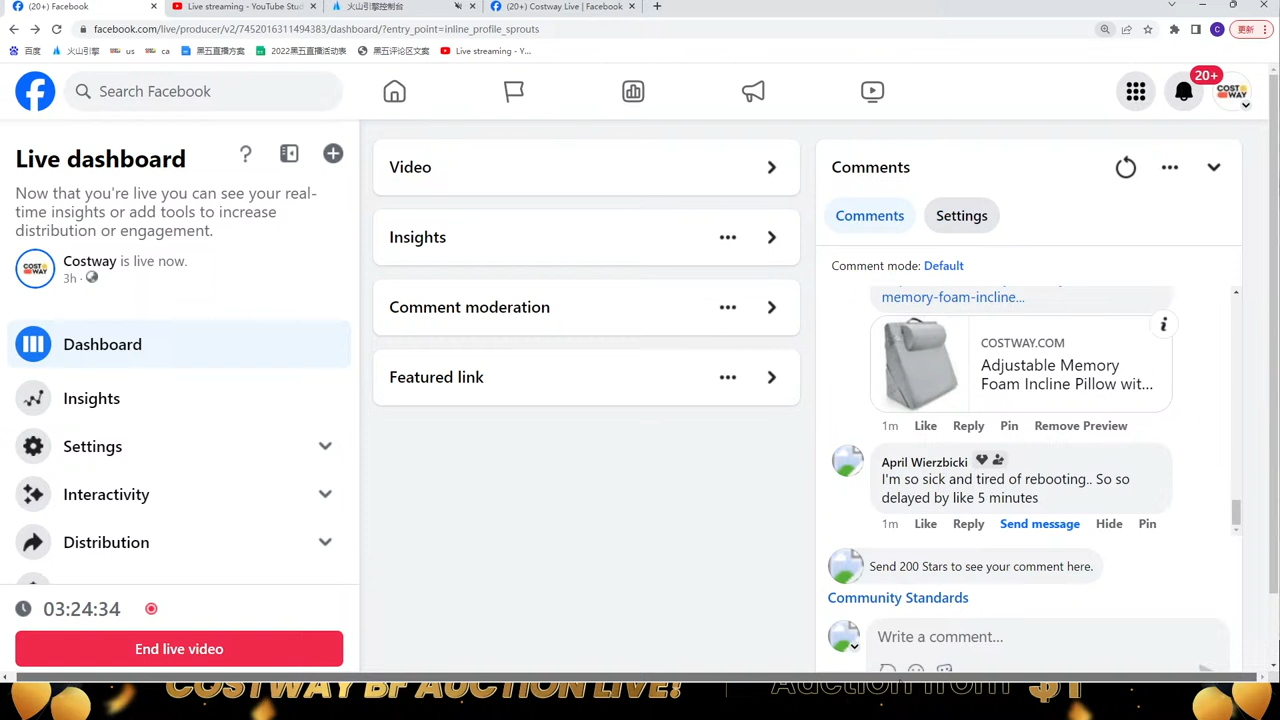 (20+) Facebook
Live streaming - YouTube Stud
火山引擎控制台
(20+) Costway Live | Facebook
facebook.com/live/producer/v2/7452016311494383/dashboard/?entry_point=inline_profile_sprout
更新
百度
火山引擎
us
ca
黑五直播方案
2022黑五直播活动表
黑五评论区文案
Live streaming - Y...
Search Facebook
20+
COSTWAY
Live dashboard
Now that you're live you can see your real-
time insights or add tools to increase
distribution or engagement.
COSTWAY
Costway is live now.
3h ·
Dashboard
Insights
Settings
Interactivity
Distribution
03:24:34
End live video
Video
Insights
Comment moderation
Featured link
Comments
Comments
Settings
Comment mode: Default
memory-foam-incline...
COSTWAY.COM
Adjustable Memory
Foam Incline Pillow wit...
1m Like Reply Pin Remove Preview
April Wierzbicki
I'm so sick and tired of rebooting.. So so
delayed by like 5 minutes
1m Like Reply Send message Hide Pin
Send 200 Stars to see your comment here.
Community Standards
Write a comment...
COSTWAY BF AUCTION LIVE!
Auction from $1